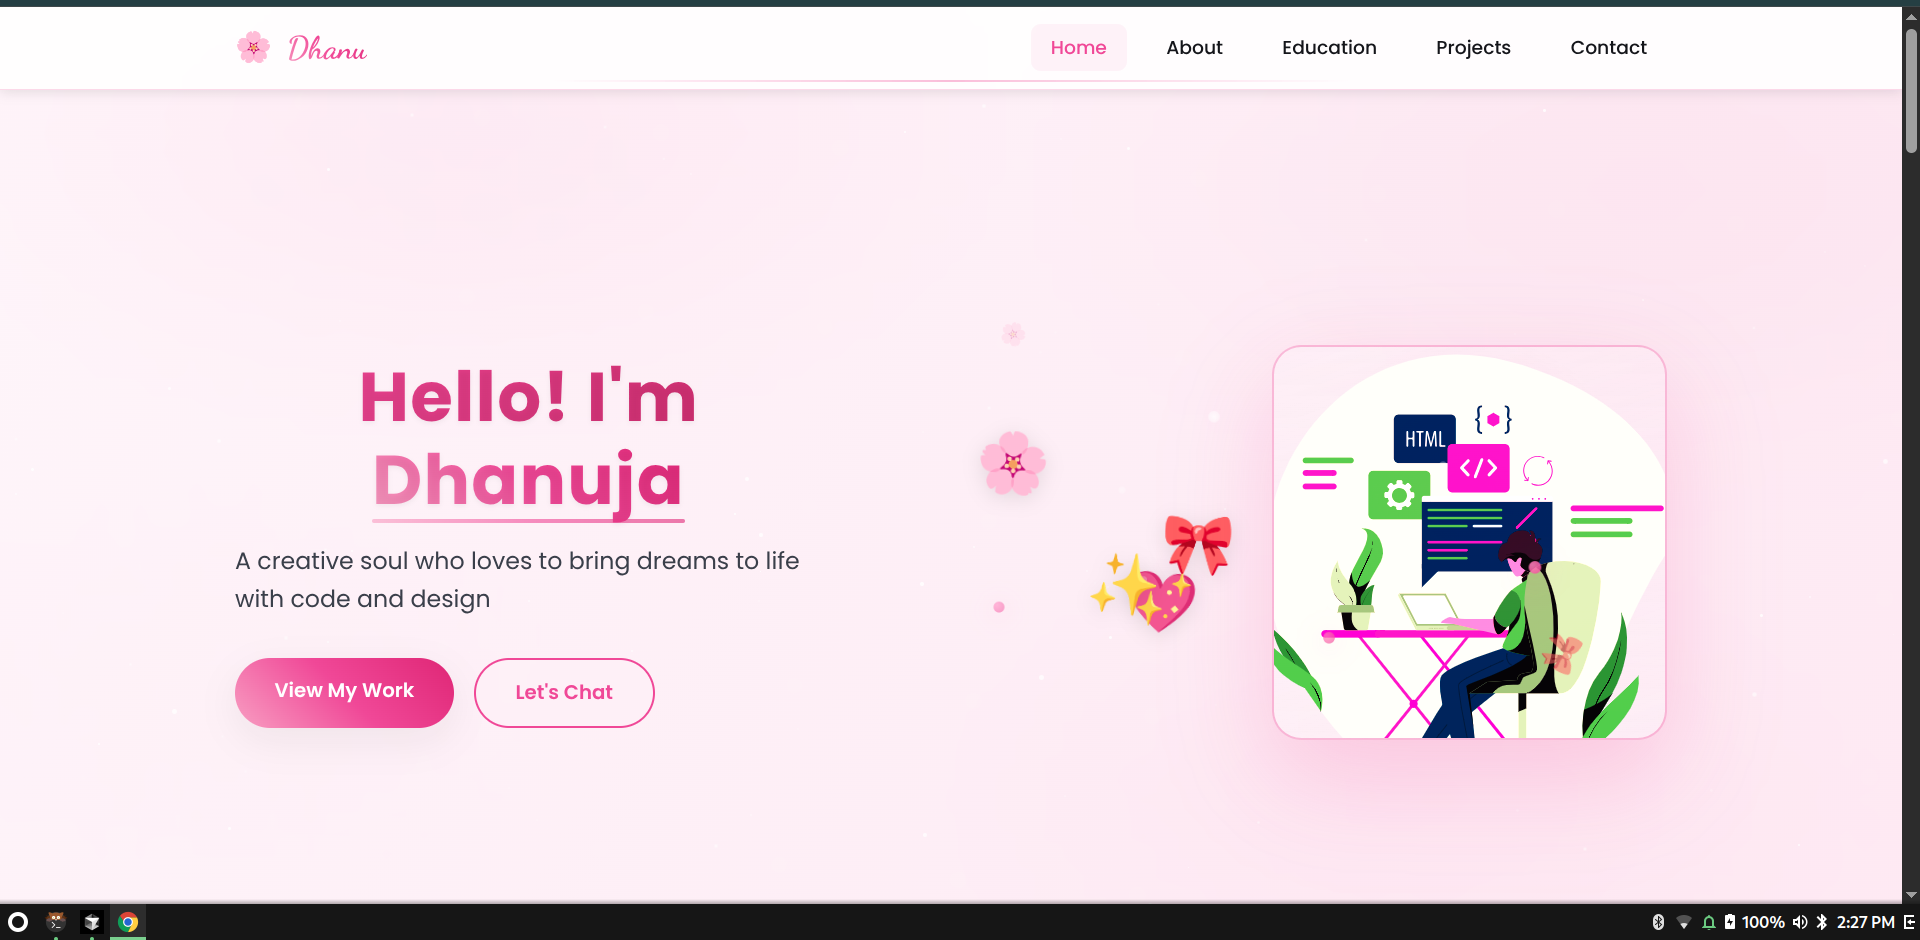 Dhanu
Home
About
Education
Projects
Contact
Hello! I'm
Dhanuja
A creative soul who loves to bring dreams to life
with code and design
View My Work
Let's Chat
HTML
{ }
</>
100%
2:27 PM